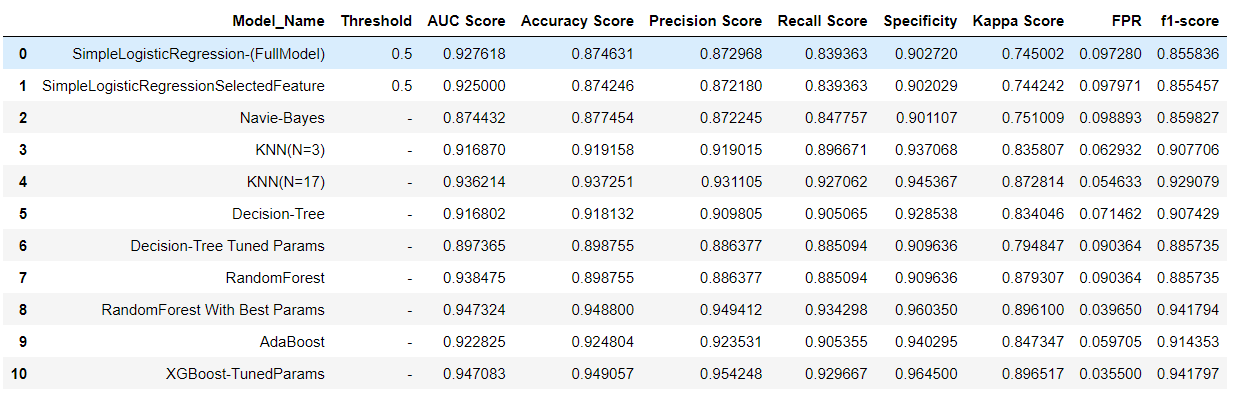 Model_Name Threshold AUC Score Accuracy Score Precision Score Recall Score Specificity Kappa Score FPR f1-score
0 SimpleLogisticRegression-(FullModel) 0.5 0.927618 0.874631 0.872968 0.839363 0.902720 0.745002 0.097280 0.855836
1 SimpleLogisticRegressionSelectedFeature 0.5 0.925000 0.874246 0.872180 0.839363 0.902029 0.744242 0.097971 0.855457
2 Navie-Bayes - 0.874432 0.877454 0.872245 0.847757 0.901107 0.751009 0.098893 0.859827
3 KNN(N=3) - 0.916870 0.919158 0.919015 0.896671 0.937068 0.835807 0.062932 0.907706
4 KNN(N=17) - 0.936214 0.937251 0.931105 0.927062 0.945367 0.872814 0.054633 0.929079
5 Decision-Tree - 0.916802 0.918132 0.909805 0.905065 0.928538 0.834046 0.071462 0.907429
6 Decision-Tree Tuned Params - 0.897365 0.898755 0.886377 0.885094 0.909636 0.794847 0.090364 0.885735
7 RandomForest - 0.938475 0.898755 0.886377 0.885094 0.909636 0.879307 0.090364 0.885735
8 RandomForest With Best Params - 0.947324 0.948800 0.949412 0.934298 0.960350 0.896100 0.039650 0.941794
9 AdaBoost - 0.922825 0.924804 0.923531 0.905355 0.940295 0.847347 0.059705 0.914353
10 XGBoost-TunedParams - 0.947083 0.949057 0.954248 0.929667 0.964500 0.896517 0.035500 0.941797